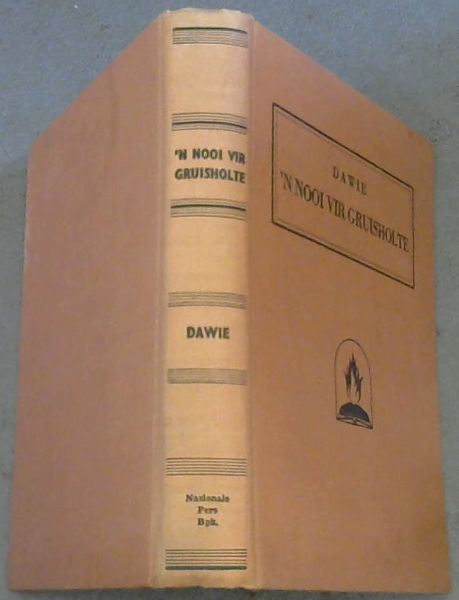 'N NOOI VIR
GRUISHOLTE
DAWIE
Nasionale
Pers
Bpk.
DAWIE
'N NOOI VIR GRUISHOLTE